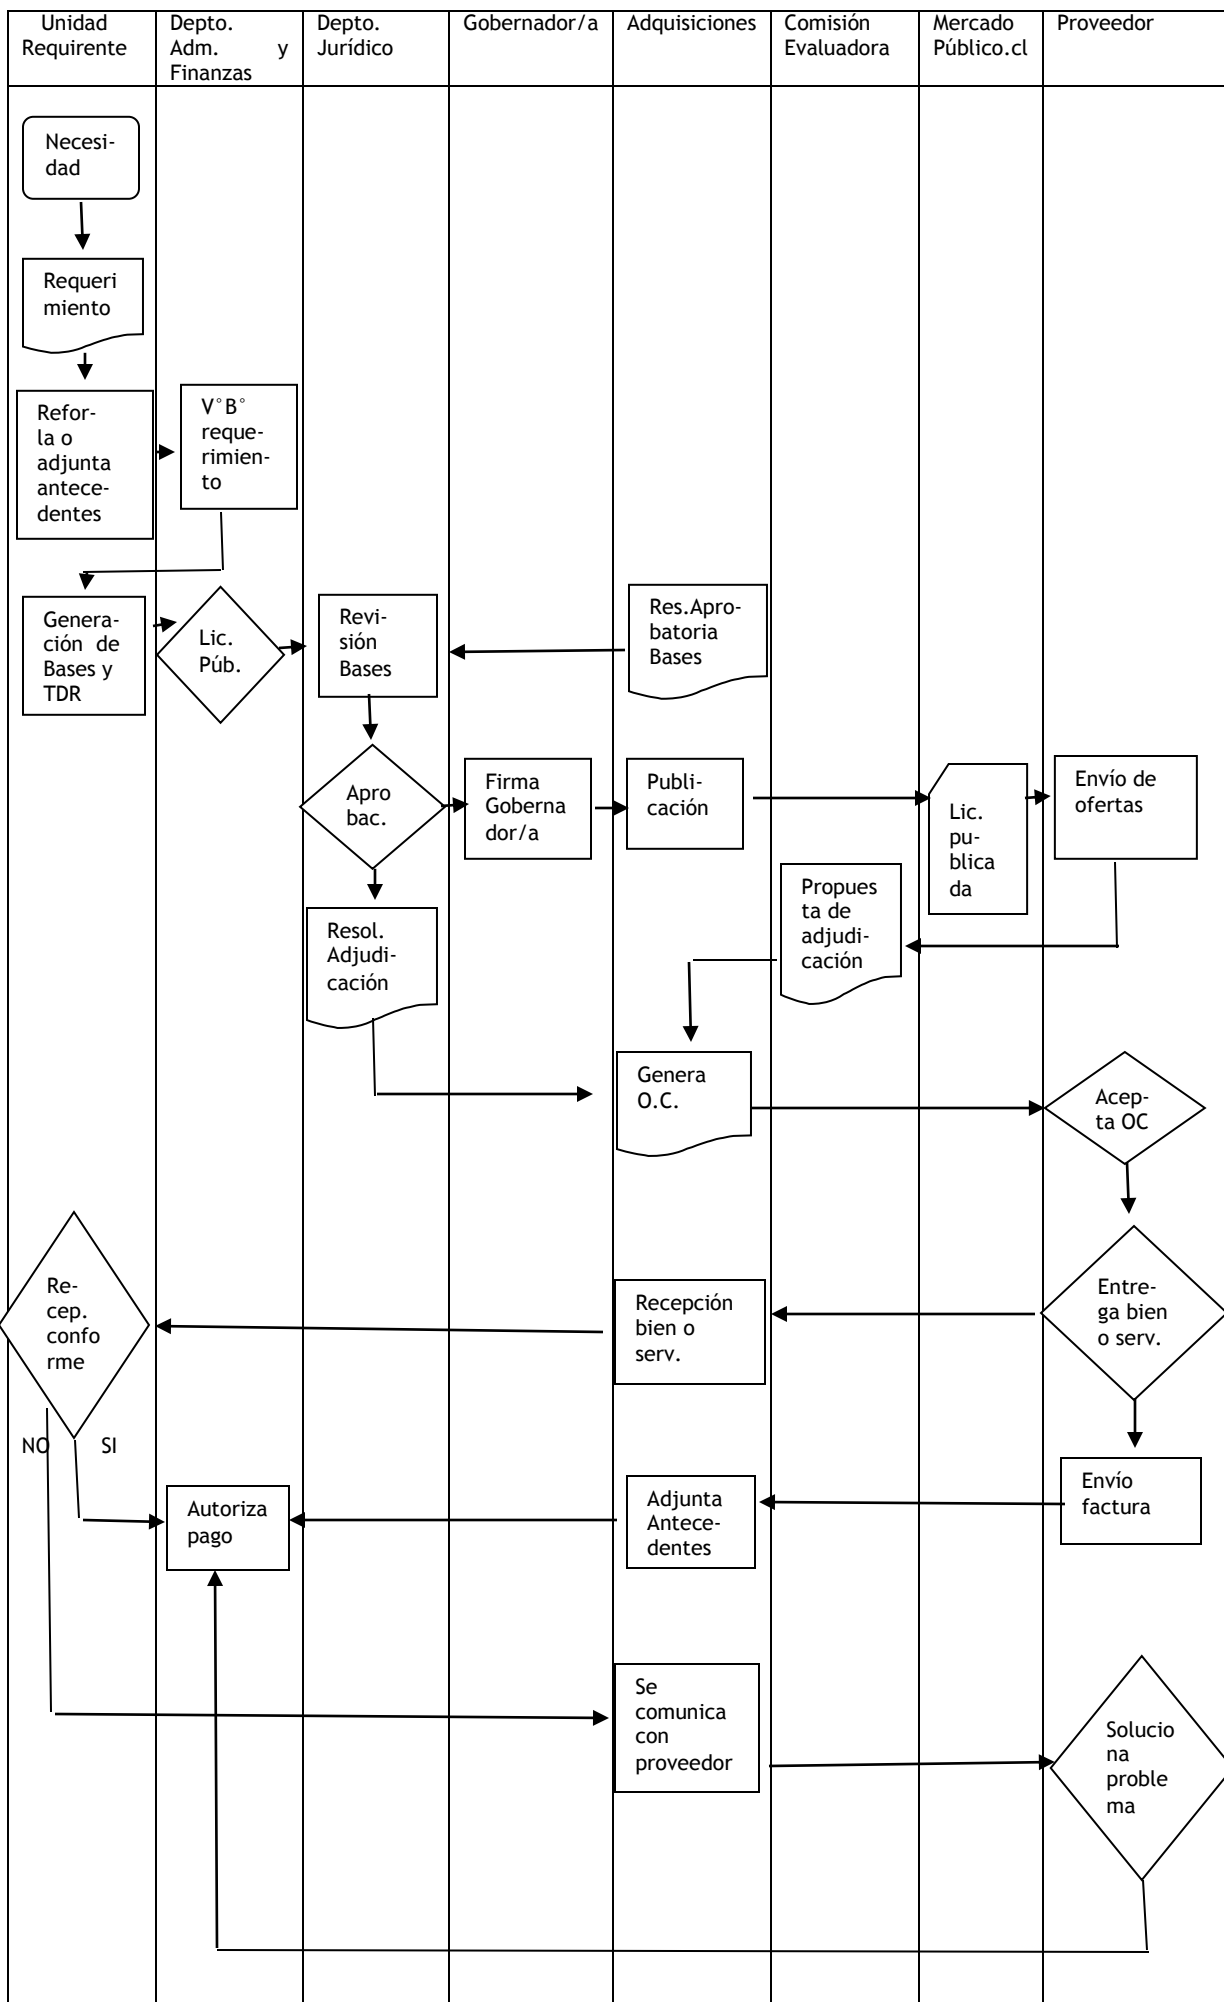 Unidad
Requirente
Depto.
Adm. y
Finanzas
Depto.
Jurídico
Gobernador/a
Adquisiciones
Comisión
Evaluadora
Mercado
Público.cl
Proveedor
Necesi-
dad
Requeri
miento
Refor-
la o
adjunta
antece-
dentes
V°B°
reque-
rimien-
to
Genera-
ción de
Bases y
TDR
Lic.
Púb.
Revi-
sión
Bases
Res.Apro-
batoria
Bases
Apro
bac.
Firma
Goberna
dor/a
Publi-
cación
Lic.
pu-
blica
da
Envío de
ofertas
Propues
ta de
adjudi-
cación
Resol.
Adjudi-
cación
Genera
O.C.
Acep-
ta OC
Re-
cep.
confo
rme
Recepción
bien o
serv.
Entre-
ga bien
o serv.
NO SI
Autoriza
pago
Adjunta
Antece-
dentes
Envío
factura
Se
comunica
con
proveedor
Solucio
na
proble
ma